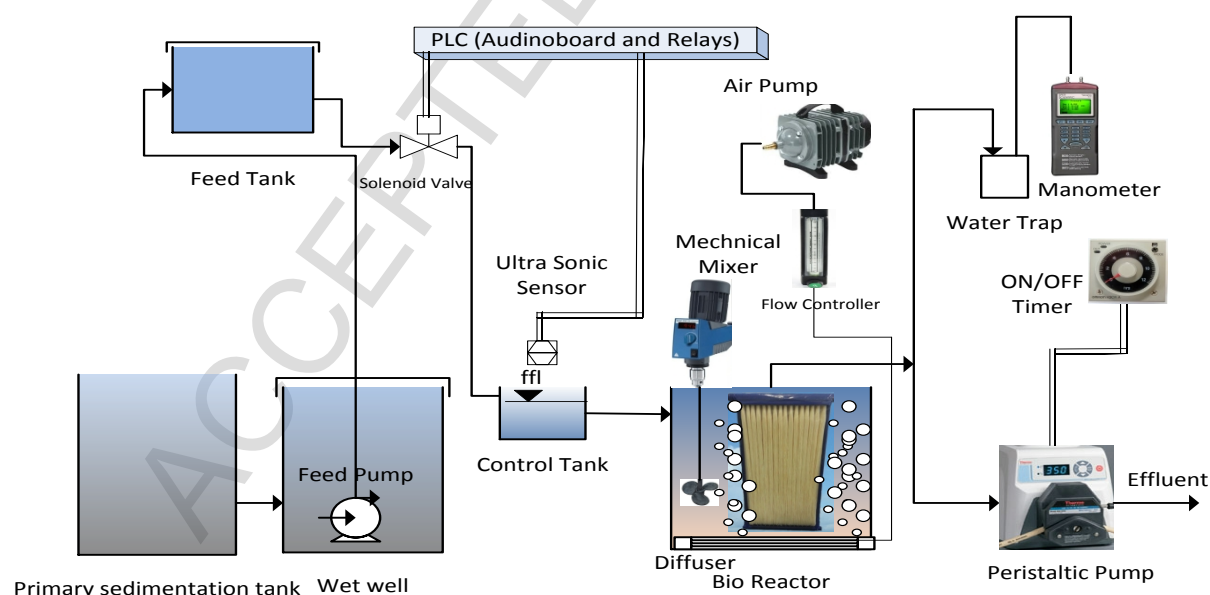 PLC (Audinoboard and Relays)
Air Pump
Feed Tank
Solenoid Valve
Manometer
Water Trap
Mechnical
Mixer
Ultra Sonic
Sensor
Flow Controller
ON/OFF
Timer
ffl
Control Tank
Feed Pump
350
Effluent
Diffuser
Bio Reactor
Peristaltic Pump
Primary sedimentation tank
Wet well
ACCEPTE